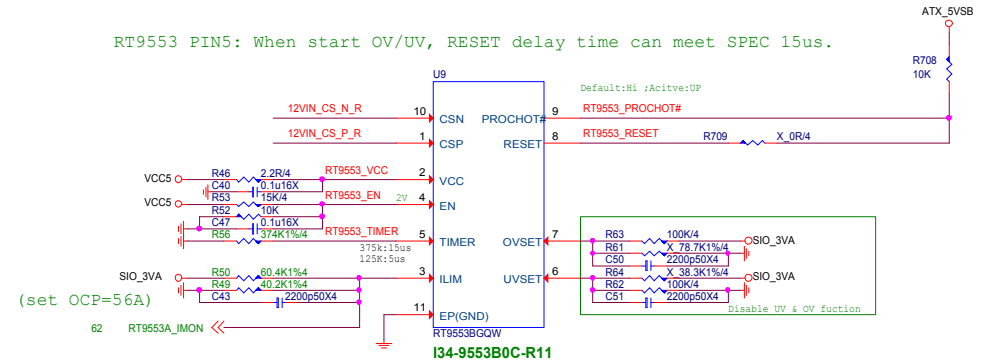 ATX_5VSB
RT9553 PIN5: When start OV/UV, RESET delay time can meet SPEC 15us.
R708
10K
U9
Default:Hi ;Acitve:UP
12VIN_CS_N_R
10
CSN
PROCHOT#
9
RT9553_PROCHOT#
12VIN_CS_P_R
1
CSP
RESET
8
RT9553_RESET
R709
X_0R/4
VCC5
R46
2.2R/4
RT9553_VCC
2
VCC
C40
0.1u16X
VCC5
R53
15K/4
RT9553_EN
2V
4
EN
R52
10K
C47
0.1u16X
R56
374K1%/4
RT9553_TIMER
5
TIMER
375k:15us
125K:5us
OVSET
7
R63
100K/4
SIO_3VA
R61
X_78.7K1%/4
C50
2200p50X4
SIO_3VA
R50
60.4K1%4
3
ILIM
UVSET
6
R64
X_38.3K1%/4
SIO_3VA
R49
40.2K1%4
R62
100K/4
C43
2200p50X4
C51
2200p50X4
(set OCP=56A)
Disable UV & OV fuction
11
EP(GND)
62
RT9553A_IMON
RT9553BGQW
I34-9553B0C-R11